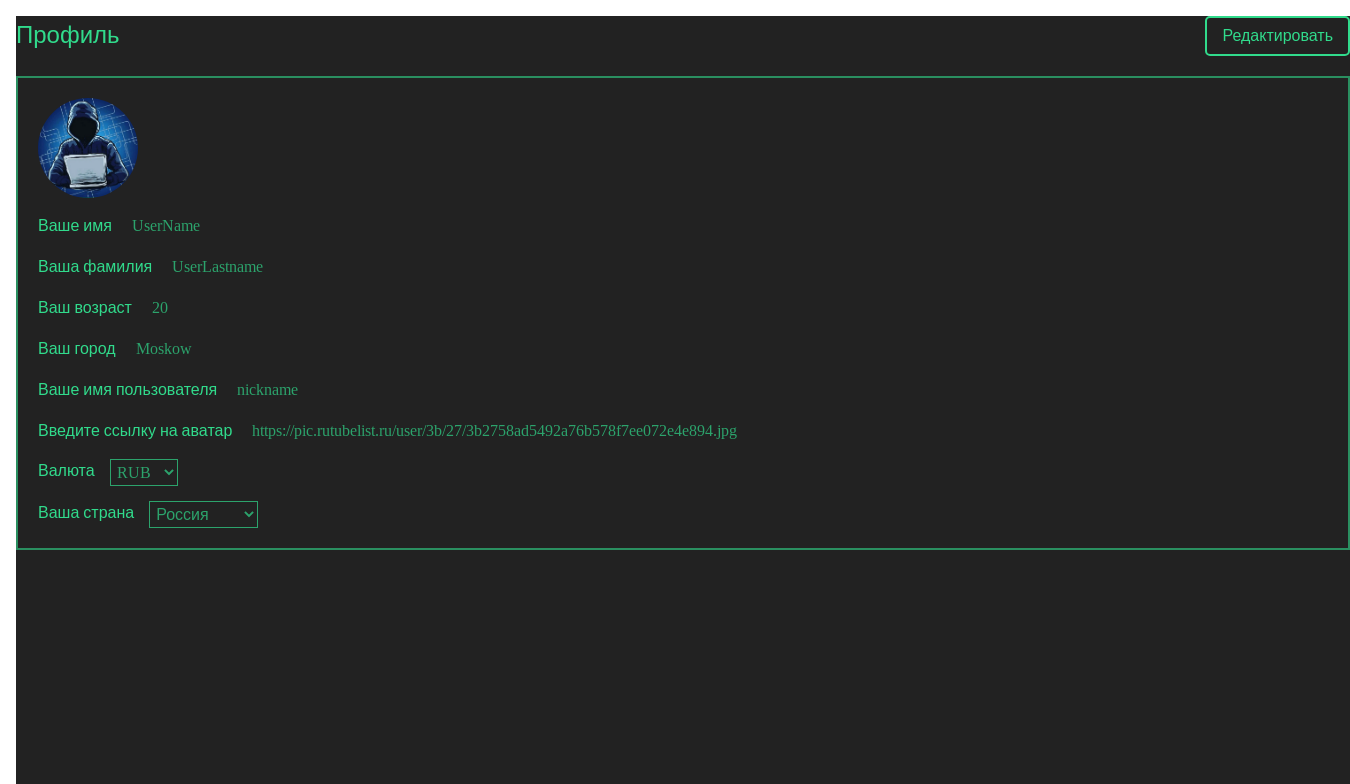 Профиль
Редактировать
Ваше имя UserName
Ваша фамилия UserLastname
Ваш возраст 20
Ваш город Moskow
Ваше имя пользователя nickname
Введите ссылку на аватар https://pic.rutubelist.ru/user/3b/27/3b2758ad5492a76b578f7ee072e4e894.jpg
Валюта RUB
Ваша страна Россия